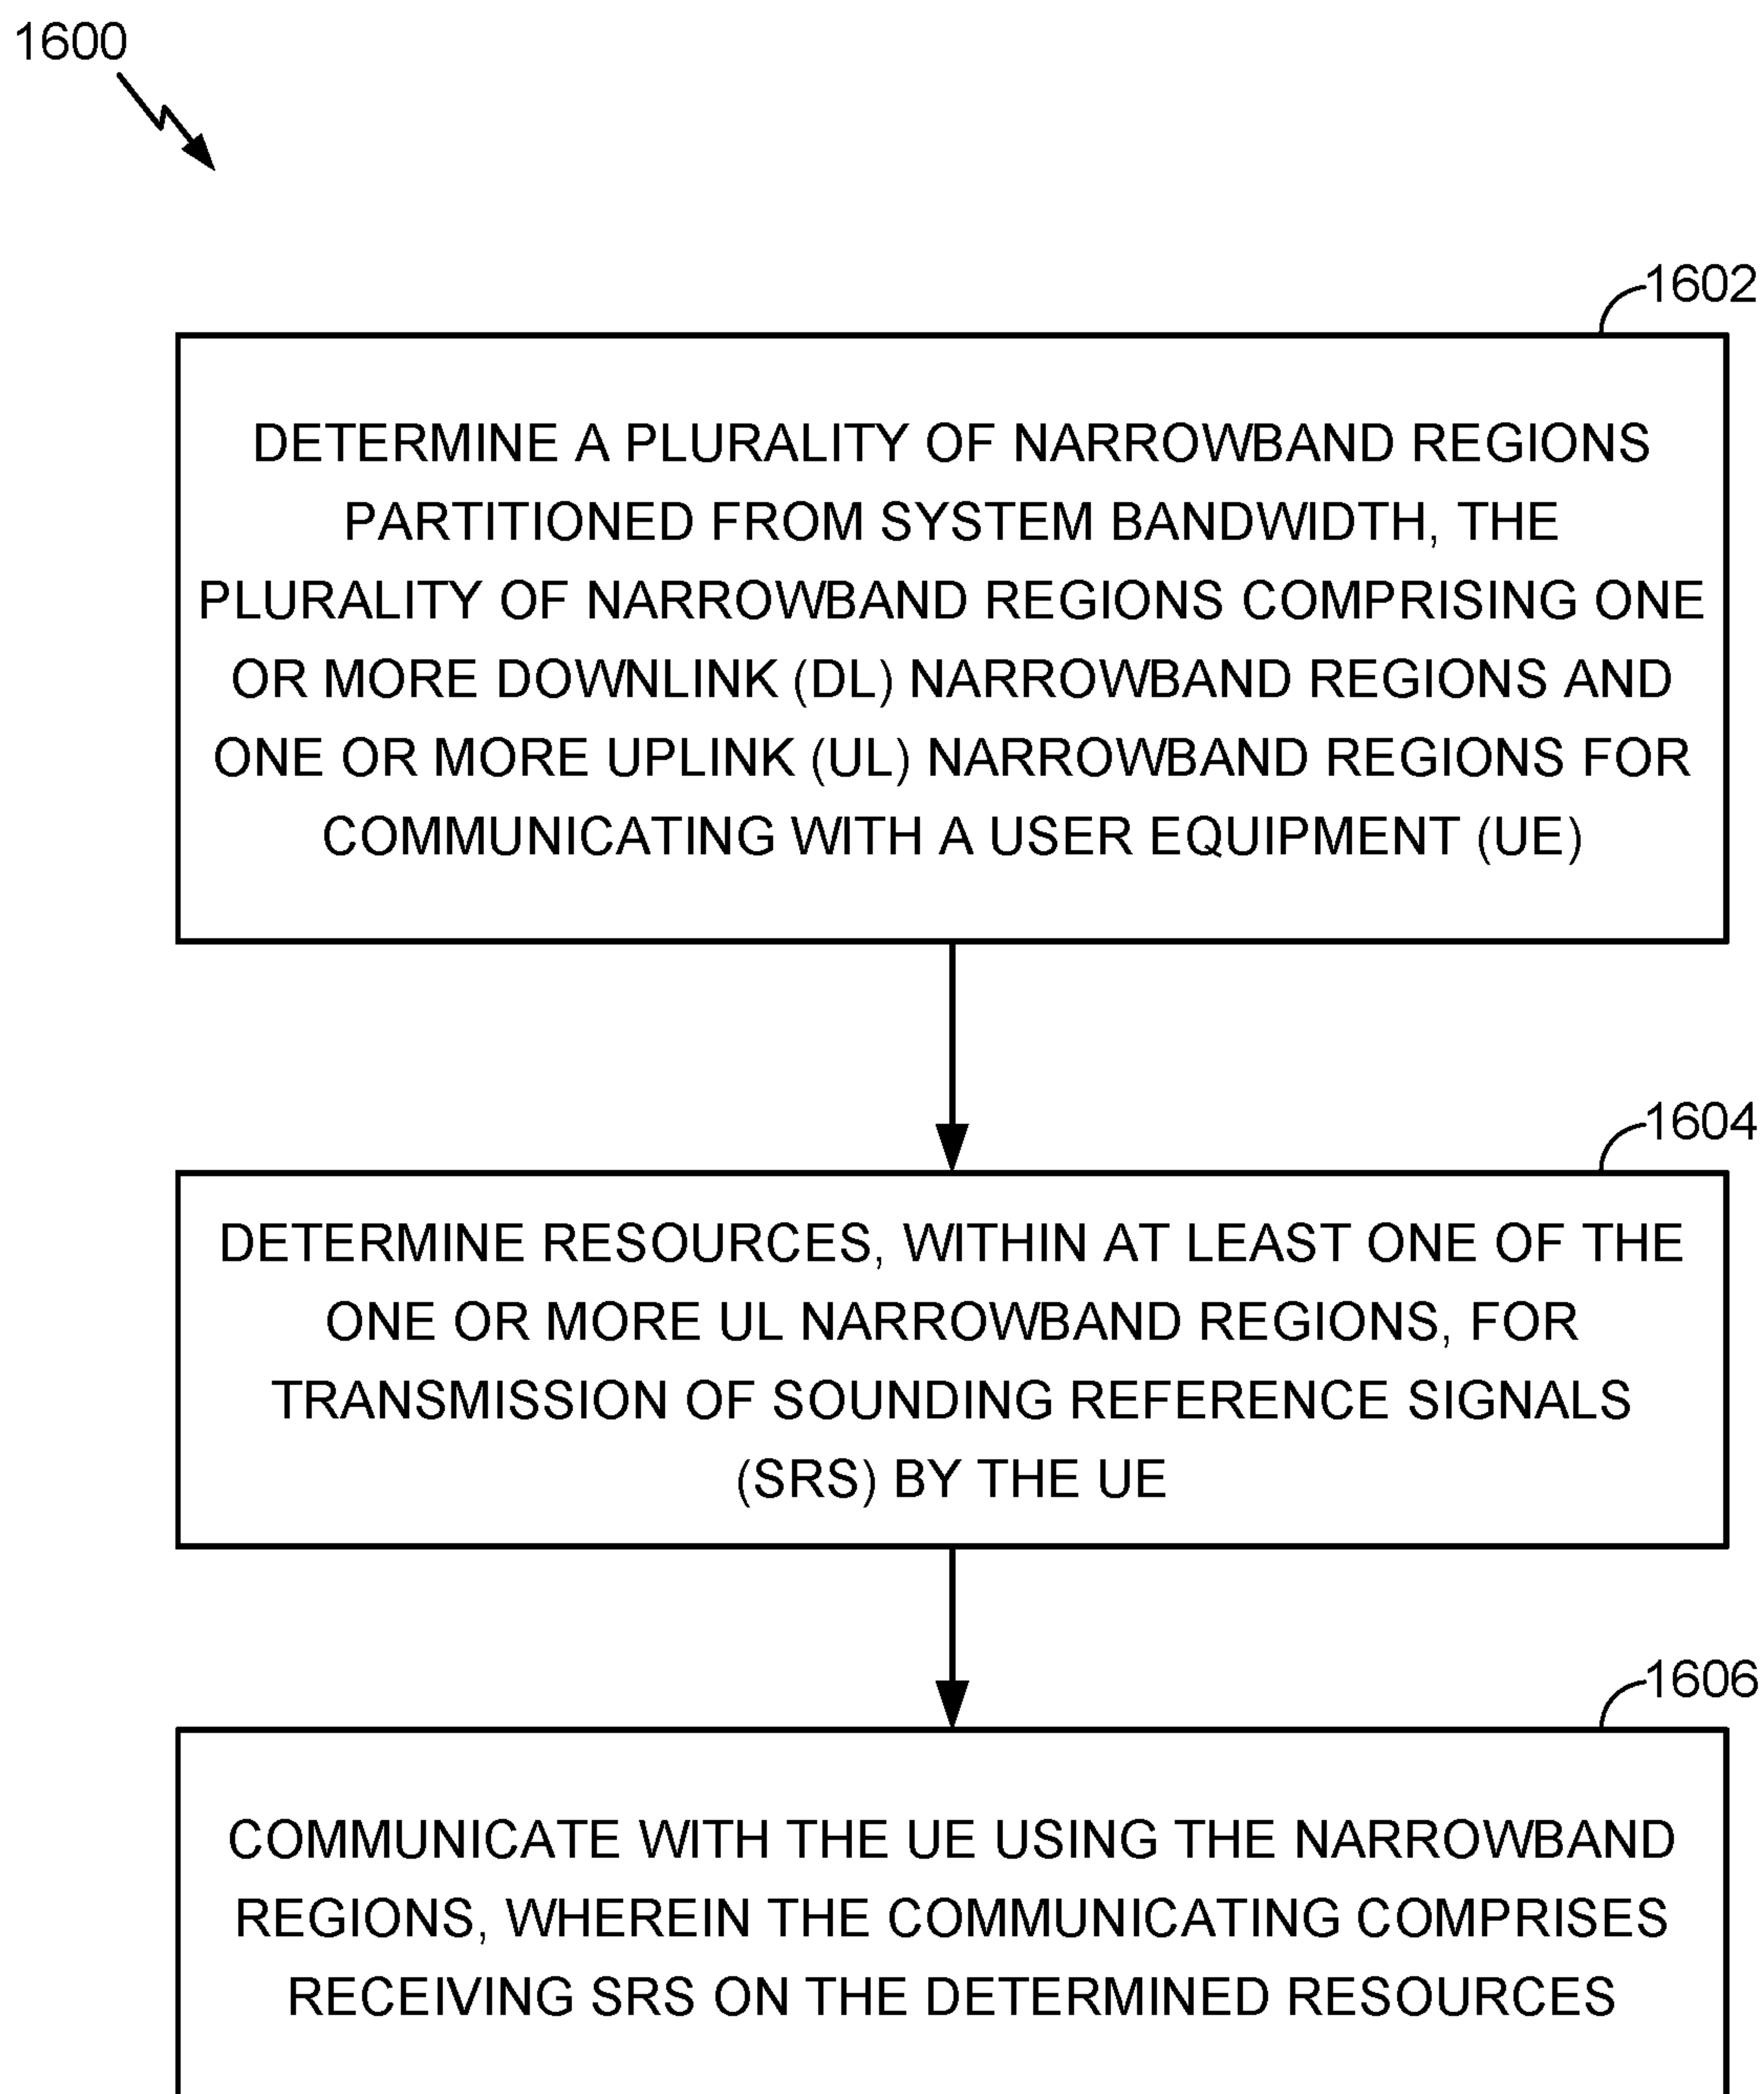 1600
1602
DETERMINE A PLURALITY OF NARROWBAND REGIONS
PARTITIONED FROM SYSTEM BANDWIDTH, THE
PLURALITY OF NARROWBAND REGIONS COMPRISING ONE
OR MORE DOWNLINK (DL) NARROWBAND REGIONS AND
ONE OR MORE UPLINK (UL) NARROWBAND REGIONS FOR
COMMUNICATING WITH A USER EQUIPMENT (UE)
1604
DETERMINE RESOURCES, WITHIN AT LEAST ONE OF THE
ONE OR MORE UL NARROWBAND REGIONS, FOR
TRANSMISSION OF SOUNDING REFERENCE SIGNALS
(SRS) BY THE UE
1606
COMMUNICATE WITH THE UE USING THE NARROWBAND
REGIONS, WHEREIN THE COMMUNICATING COMPRISES
RECEIVING SRS ON THE DETERMINED RESOURCES